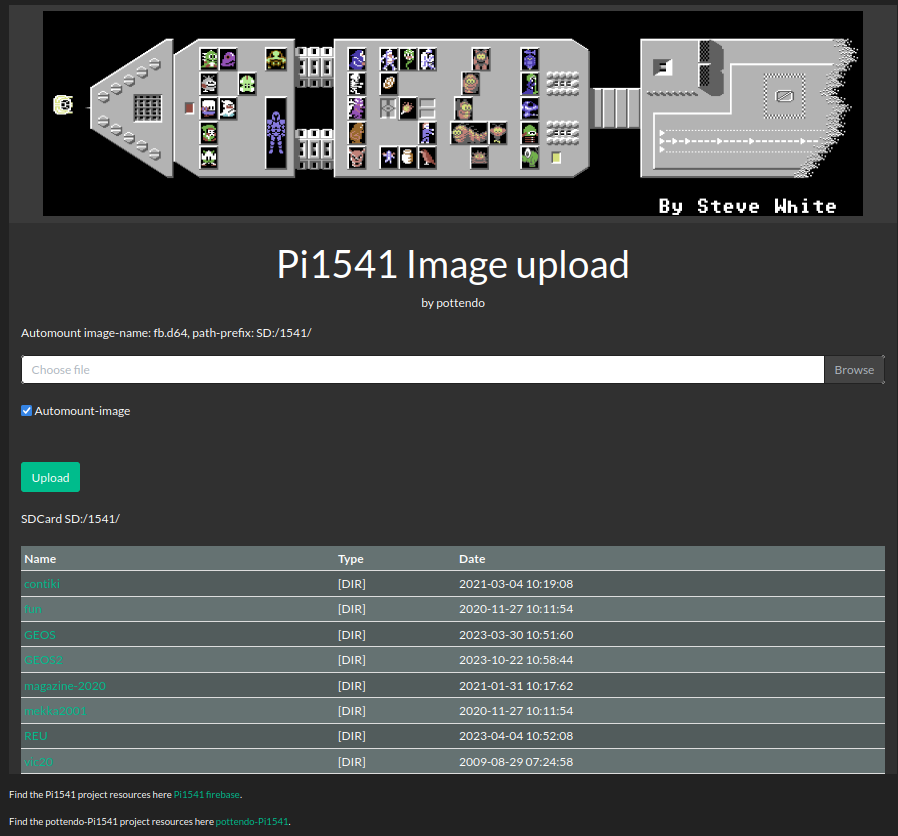 By Steve White
Pi1541 Image upload
by pottendo
Automount image-name: fb.d64, path-prefix: SD:/1541/
Choose file Browse
Automount-image
Upload
SDCard SD:/1541/
Name Type Date
contiki [DIR] 2021-03-04 10:19:08
fun [DIR] 2020-11-27 10:11:54
GEOS [DIR] 2023-03-30 10:51:60
GEOS2 [DIR] 2023-10-22 10:58:44
magazine-2020 [DIR] 2021-01-31 10:17:62
mekka2001 [DIR] 2020-11-27 10:11:54
REU [DIR] 2023-04-04 10:52:08
vic20 [DIR] 2009-08-29 07:24:58
Find the Pi1541 project resources here Pi1541 firebase.
Find the pottendo-Pi1541 project resources here pottendo-Pi1541.